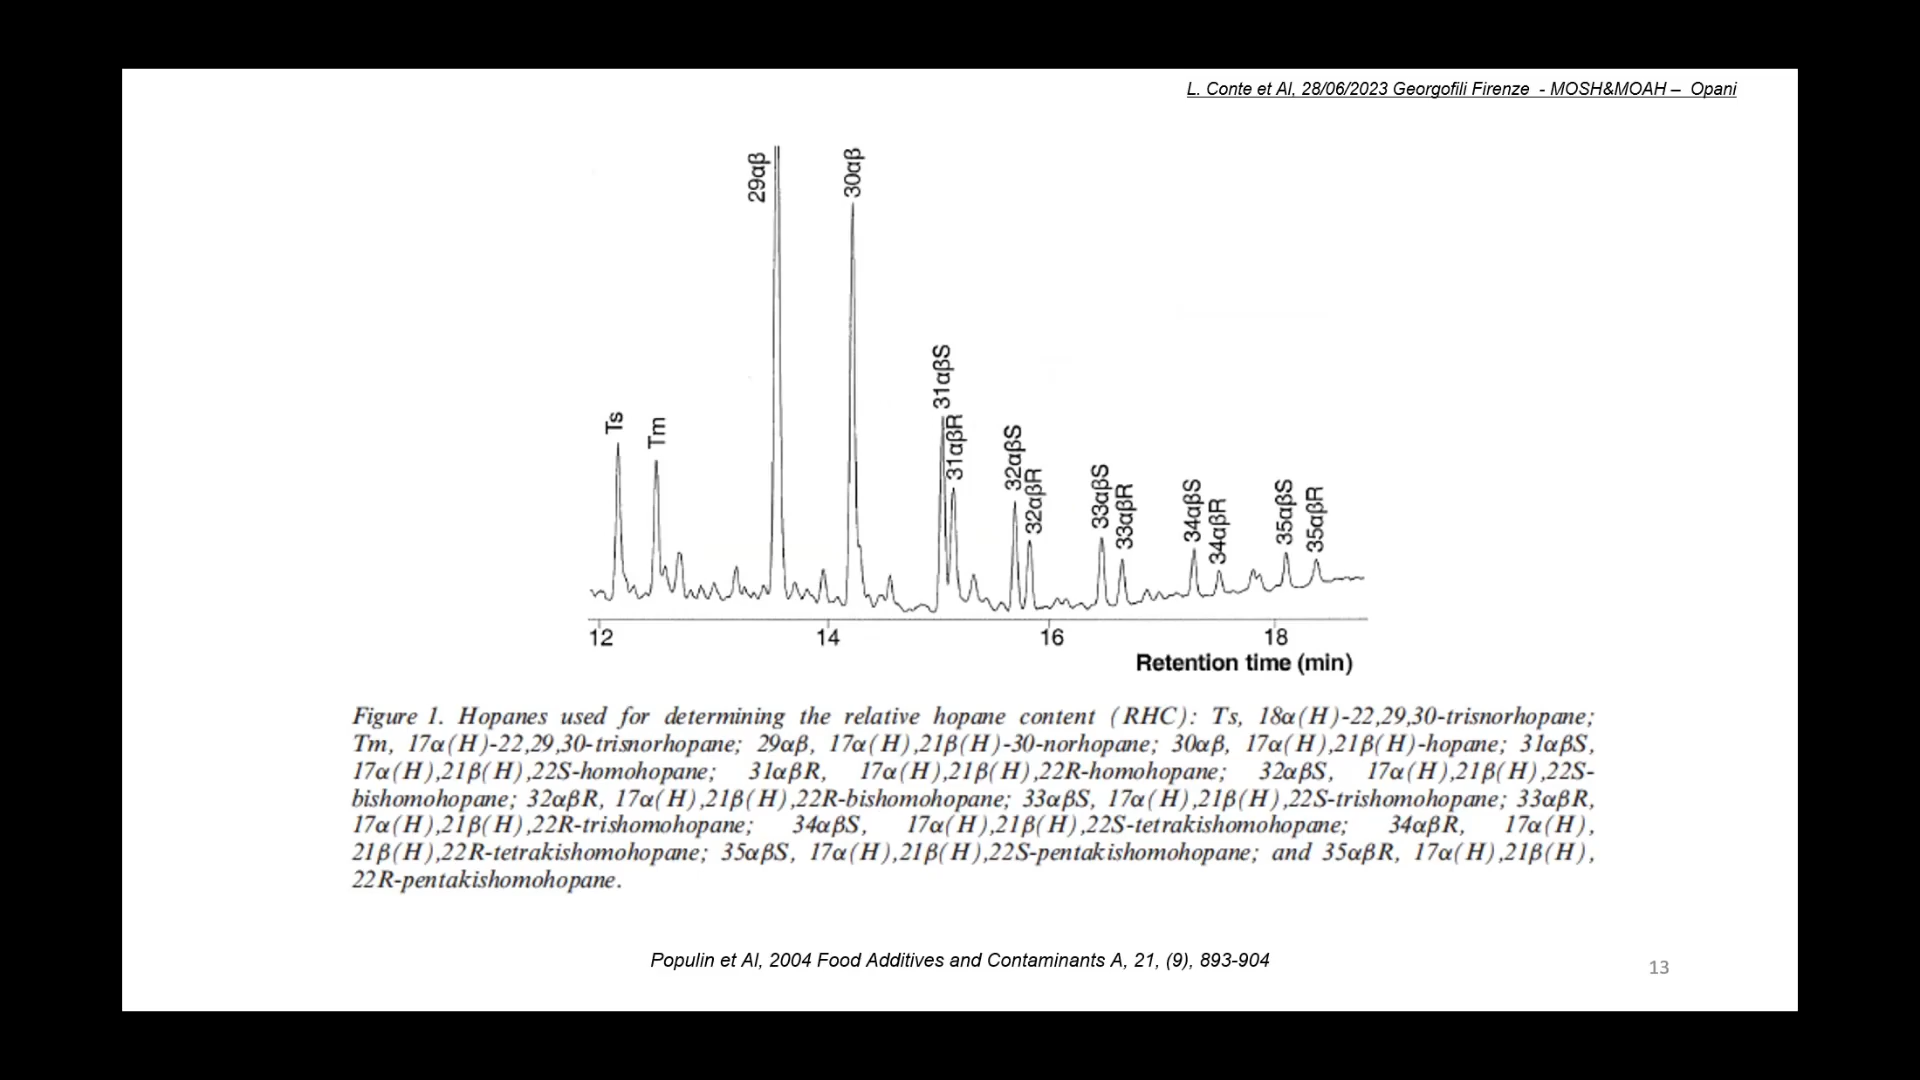 L. Conte et Al, 28/06/2023 Georgofili Firenze - MOSH&MOAH – Opani
29αβ
30αβ
31αβS
31αβR
Ts
Tm
32αβS
32αβR
33αβS
33αβR
34αβS
34αβR
35αβS
35αβR
12 14 16 18
Retention time (min)
Figure 1. Hopanes used for determining the relative hopane content (RHC): Ts, 18α(H)-22,29,30-trisnorhopane;
Tm, 17α(H)-22,29,30-trisnorhopane; 29αβ, 17α(H),21β(H)-30-norhopane; 30αβ, 17α(H),21β(H)-hopane; 31αβS,
17α(H),21β(H),22S-homohopane; 31αβR, 17α(H),21β(H),22R-homohopane; 32αβS, 17α(H),21β(H),22S-
bishomohopane; 32αβR, 17α(H),21β(H),22R-bishomohopane; 33αβS, 17α(H),21β(H),22S-trishomohopane; 33αβR,
17α(H),21β(H),22R-trishomohopane; 34αβS, 17α(H),21β(H),22S-tetrakishomohopane; 34αβR, 17α(H),
21β(H),22R-tetrakishomohopane; 35αβS, 17α(H),21β(H),22S-pentakishomohopane; and 35αβR, 17α(H),21β(H),
22R-pentakishomohopane.
Populin et Al, 2004 Food Additives and Contaminants A, 21, (9), 893-904
13